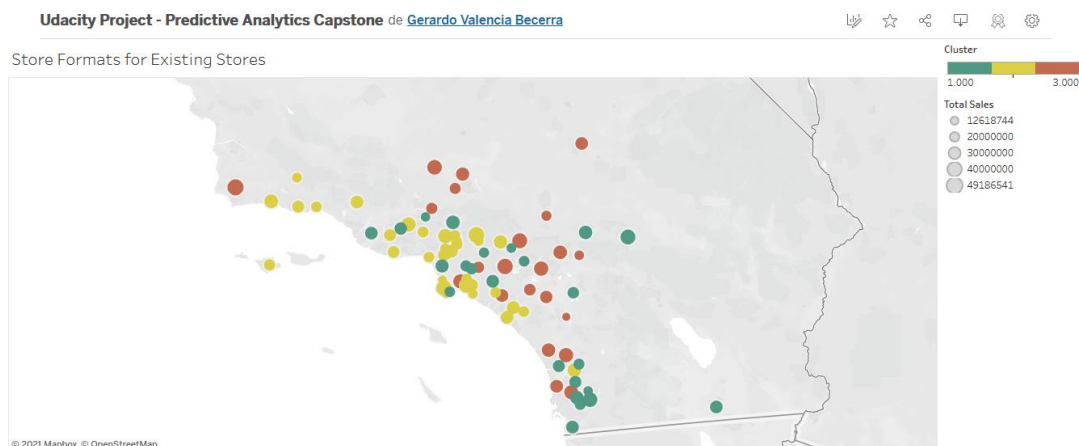 Udacity Project - Predictive Analytics Capstone de Gerardo Valencia Becerra
Store Formats for Existing Stores
Cluster
1.000 3.000
Total Sales
12618744
20000000
30000000
40000000
49186541
© 2021 Mapbox © OpenStreetMap